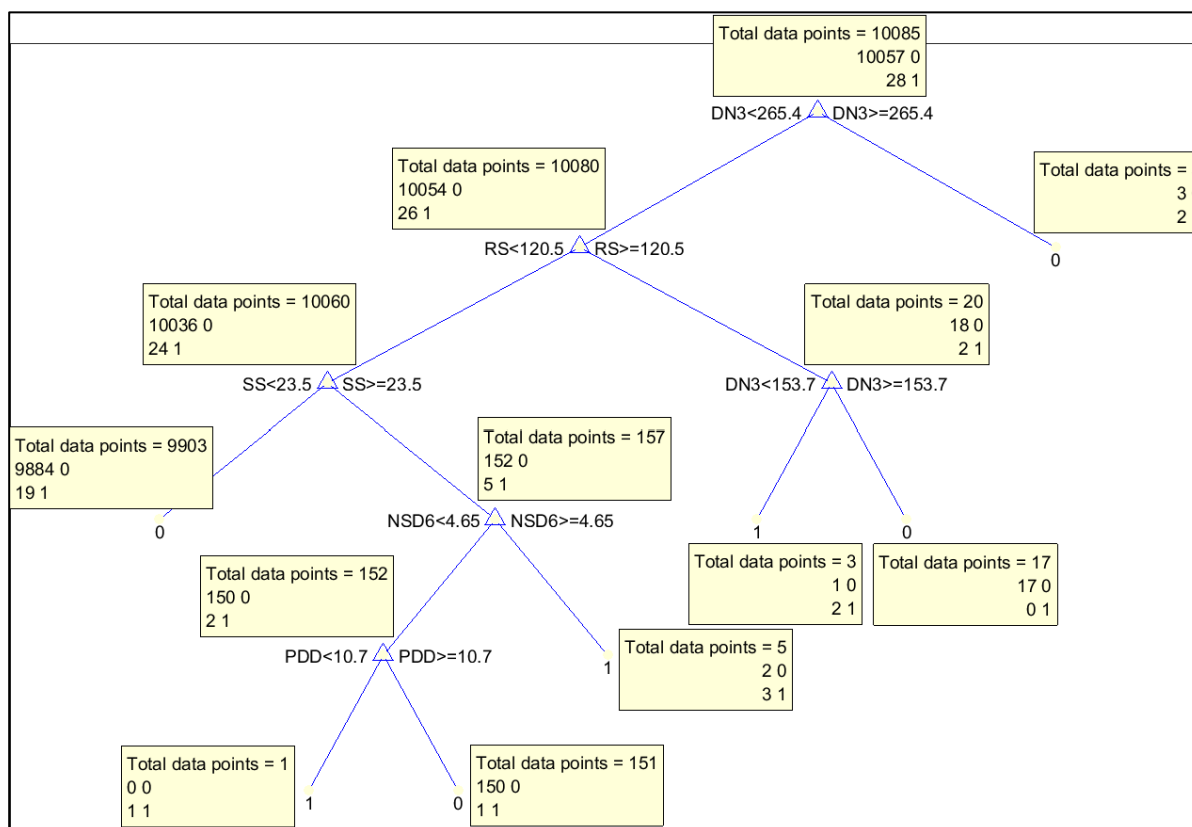 Total data points = 10085
10057 0
28 1
DN3<265.4 DN3>=265.4
Total data points = 10080
10054 0
26 1
Total data points =
3
2
RS<120.5 RS>=120.5
0
Total data points = 10060
10036 0
24 1
Total data points = 20
18 0
2 1
SS<23.5 SS>=23.5
DN3<153.7 DN3>=153.7
Total data points = 9903
9884 0
19 1
Total data points = 157
152 0
5 1
0
NSD6<4.65 NSD6>=4.65
1
0
Total data points = 152
150 0
2 1
Total data points = 3
1 0
2 1
Total data points = 17
17 0
0 1
PDD<10.7 PDD>=10.7
1
Total data points = 5
2 0
3 1
Total data points = 1
0 0
1 1
1
0
Total data points = 151
150 0
1 1